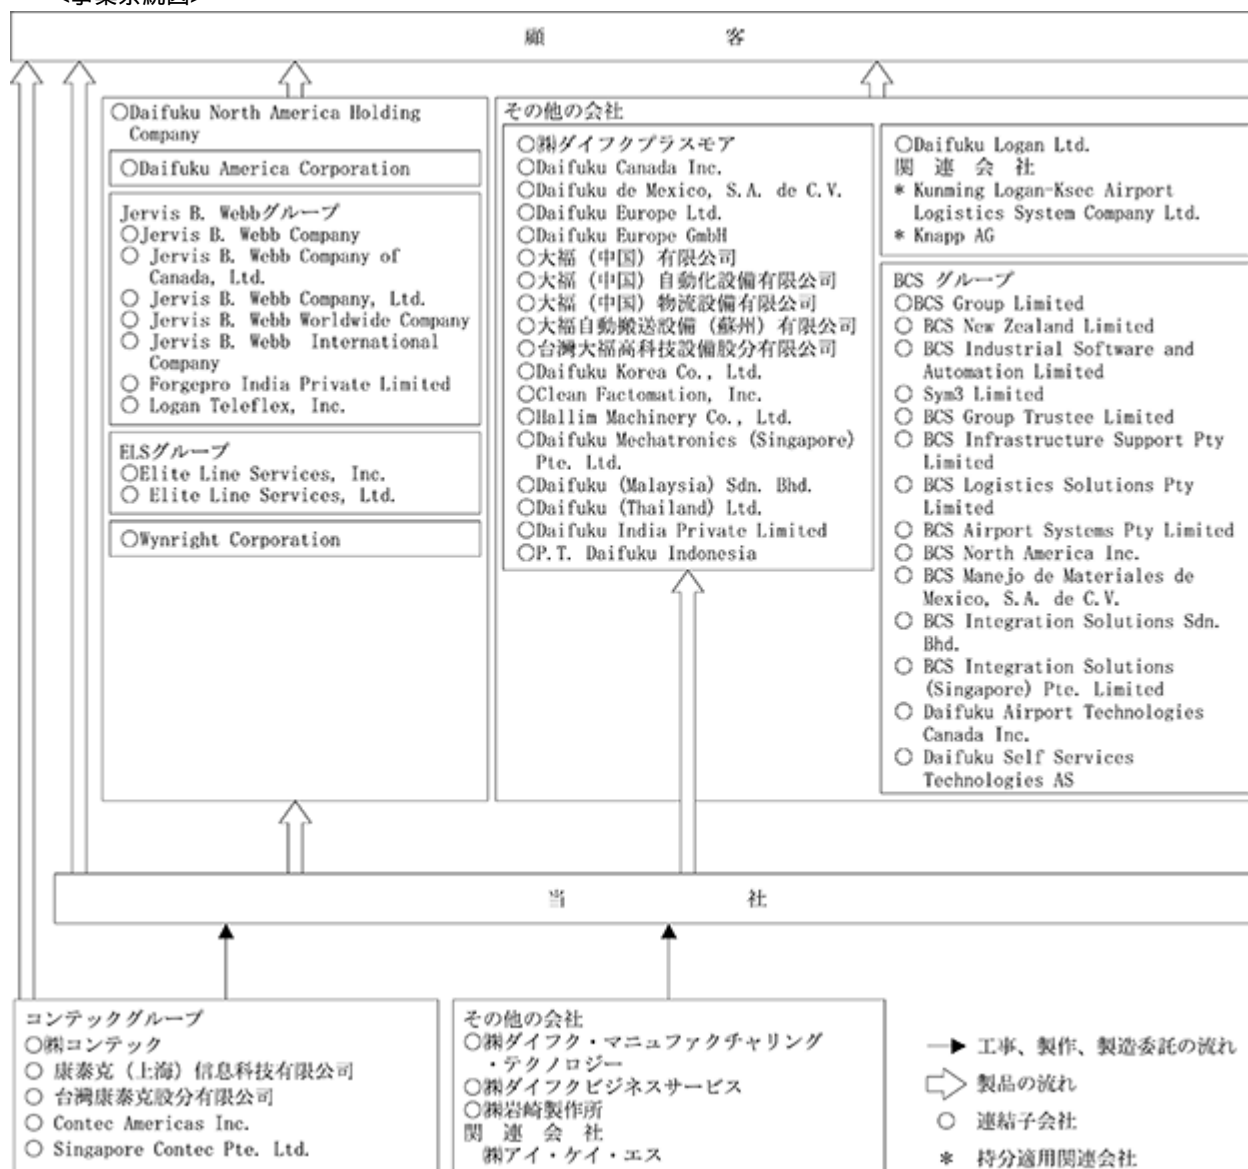 <事業系統図>
顧 客
○Daifuku North America Holding
Company
○Daifuku America Corporation
Jervis B. Webbグループ
○Jervis B. Webb Company
○ Jervis B. Webb Company of
Canada, Ltd.
○ Jervis B. Webb Company, Ltd.
○ Jervis B. Webb Worldwide Company
○ Jervis B. Webb International
Company
○ Forgepro India Private Limited
○ Logan Teleflex, Inc.
ELSグループ
○Elite Line Services, Inc.
○ Elite Line Services, Ltd.
○Wynright Corporation
その他の会社
○㈱ダイフクプラスモア
○Daifuku Canada Inc.
○Daifuku de Mexico, S.A. de C.V.
○Daifuku Europe Ltd.
○Daifuku Europe GmbH
○大福（中国）有限公司
○大福（中国）自動化設備有限公司
○大福（中国）物流設備有限公司
○大福自動搬送設備（蘇州）有限公司
○台灣大福高科技設備股分有限公司
○Daifuku Korea Co., Ltd.
○Clean Factomation, Inc.
○Hallim Machinery Co., Ltd.
○Daifuku Mechatronics (Singapore)
Pte. Ltd.
○Daifuku (Malaysia) Sdn. Bhd.
○Daifuku (Thailand) Ltd.
○Daifuku India Private Limited
○P.T. Daifuku Indonesia
○Daifuku Logan Ltd.
関 連 会 社
* Kunming Logan-Ksec Airport
Logistics System Company Ltd.
* Knapp AG
BCS グループ
○BCS Group Limited
○ BCS New Zealand Limited
○ BCS Industrial Software and
Automation Limited
○ Sym3 Limited
○ BCS Group Trustee Limited
○ BCS Infrastructure Support Pty
Limited
○ BCS Logistics Solutions Pty
Limited
○ BCS Airport Systems Pty Limited
○ BCS North America Inc.
○ BCS Manejo de Materiales de
Mexico, S.A. de C.V.
○ BCS Integration Solutions Sdn.
Bhd.
○ BCS Integration Solutions
(Singapore) Pte. Limited
○ Daifuku Airport Technologies
Canada Inc.
○ Daifuku Self Services
Technologies AS
当 社
コンテックグループ
○㈱コンテック
○ 康泰克（上海）信息科技有限公司
○ 台灣康泰克股分有限公司
○ Contec Americas Inc.
○ Singapore Contec Pte. Ltd.
その他の会社
○㈱ダイフク・マニュファクチャリング
・テクノロジー
○㈱ダイフクビジネスサービス
○㈱岩崎製作所
関 連 会 社
㈱アイ・ケイ・エス
工事、製作、製造委託の流れ
製品の流れ
○ 連結子会社
* 持分適用関連会社